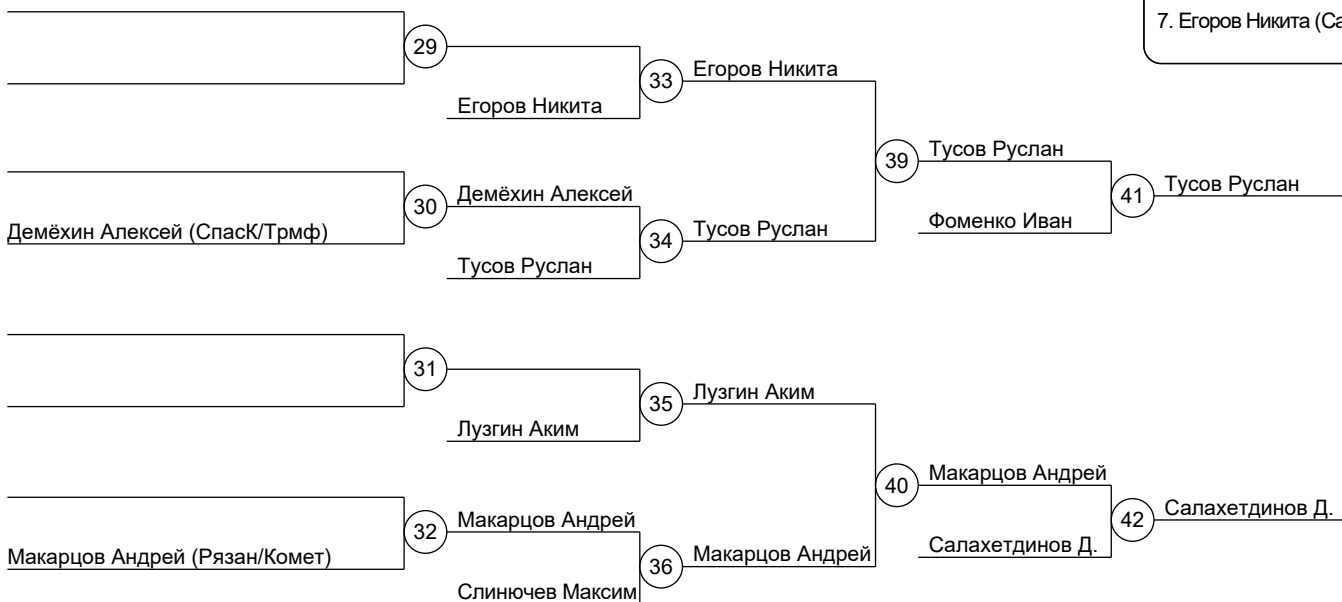 7. Егоров Никита
29
33
Егоров Никита
Егоров Никита
39
Тусов Руслан
41
Тусов Руслан
Фоменко Иван
30
Демёхин Алексей
Демёхин Алексей (СпасК/Трмф)
34
Тусов Руслан
Тусов Руслан
31
35
Лузгин Аким
Лузгин Аким
40
Макарцов Андрей
42
Салахетдинов Д.
Салахетдинов Д.
32
Макарцов Андрей
Макарцов Андрей (Рязан/Комет)
36
Макарцов Андрей
Слинючев Максим